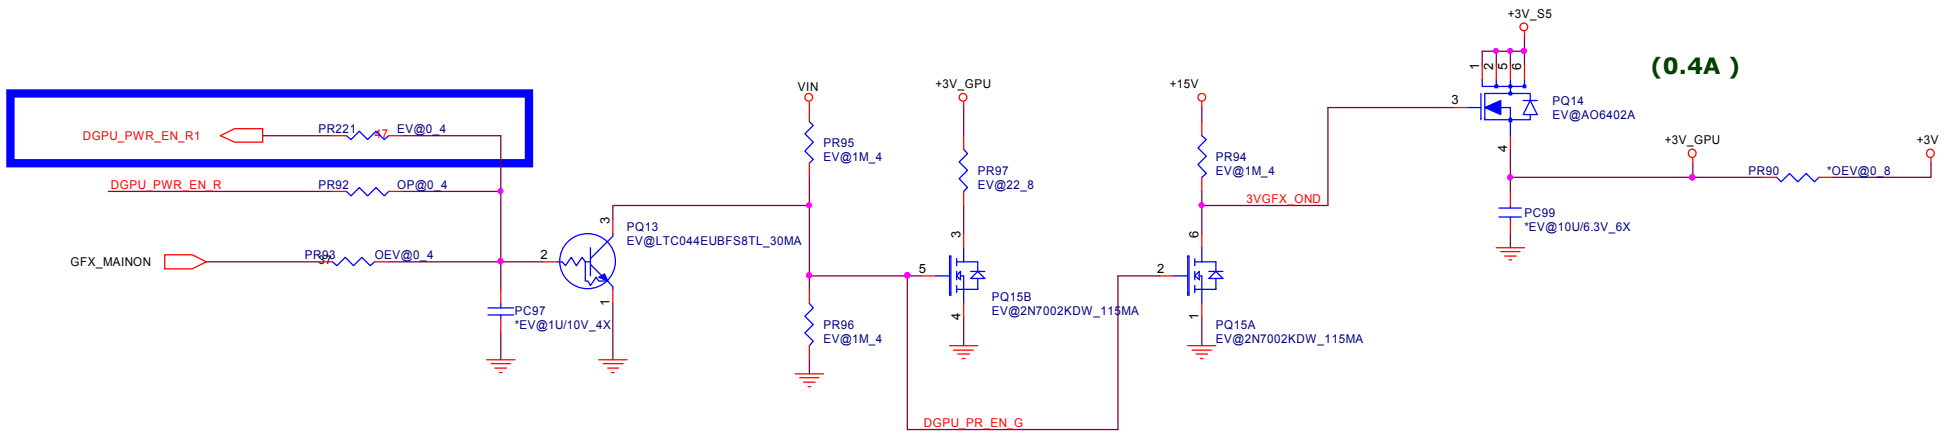 +3V_S5
(0.4A )
1
2
5
6
VIN
+3V_GPU
+15V
3
PQ14
EV@AO6402A
DGPU_PWR_EN_R1
PR221
47
EV@0_4
PR95
EV@1M_4
PR94
EV@1M_4
4
+3V_GPU
+3V
PR97
EV@22_8
PR90
*OEV@0_8
DGPU_PWR_EN_R
PR92
OP@0_4
3VGFX_OND
PC99
*EV@10U/6.3V_6X
3
PQ13
EV@LTC044EUBFS8TL_30MA
3
6
GFX_MAINON
PR93
37
OEV@0_4
2
5
2
1
PQ15B
EV@2N7002KDW_115MA
4
PC97
*EV@1U/10V_4X
PR96
EV@1M_4
1
PQ15A
EV@2N7002KDW_115MA
DGPU_PR_EN_G